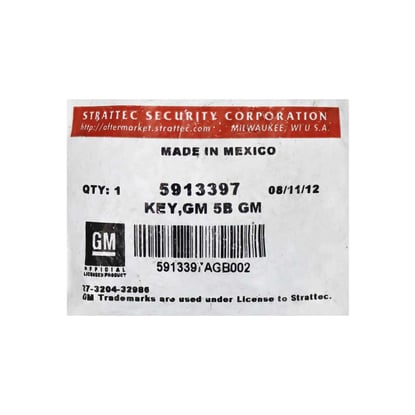 STRATTEC SECURITY CORPORATION
http://aftermarket.strattec.com MILWAUKEE, WI U.S.A.
MADE IN MEXICO
QTY: 1 5913397 08/11/12
KEY,GM 5B GM
GM
OFFICIAL
LICENSED PRODUCT
5913397AGB002
17-3204-32986
GM Trademarks are used under License to Strattec.